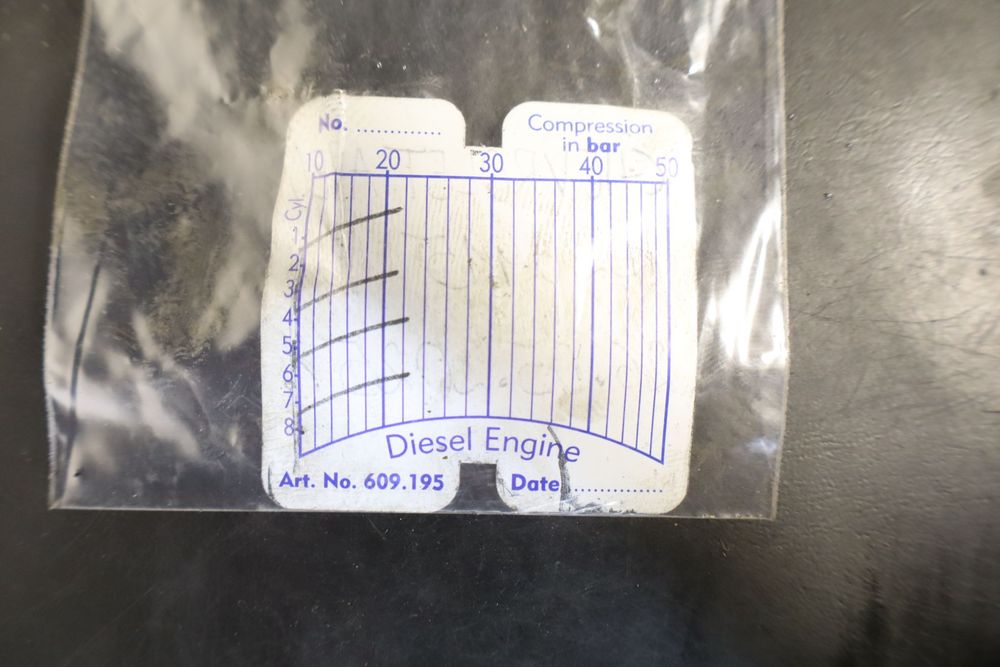 No. ..............
Compression
in bar
10 20 30 40 50
Cyl.
1
2
3
4
5
6
7
8
Diesel Engine
Art. No. 609.195
Date ..............